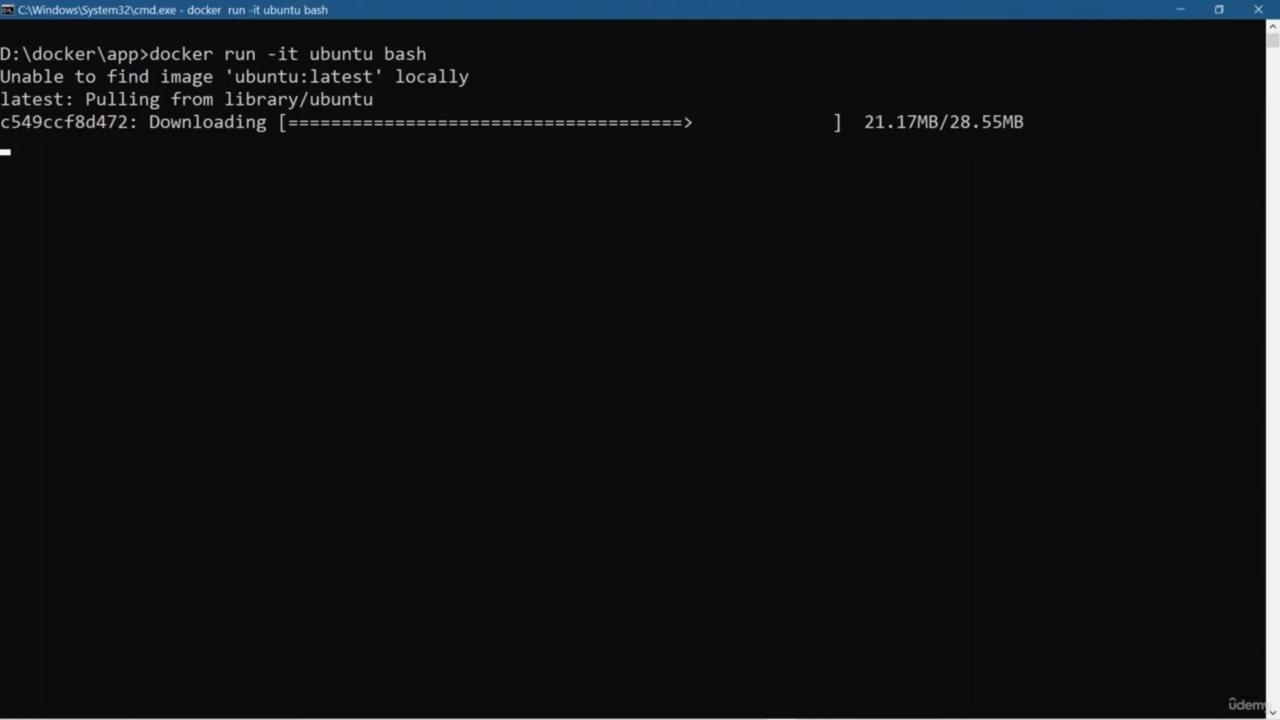 C:\Windows\System32\cmd.exe - docker  run -it ubuntu bash
D:\docker\app>docker run -it ubuntu bash
Unable to find image 'ubuntu:latest' locally
latest: Pulling from library/ubuntu
c549ccf8d472: Downloading [=====================================>             ]  21.17MB/28.55MB
ûdemy